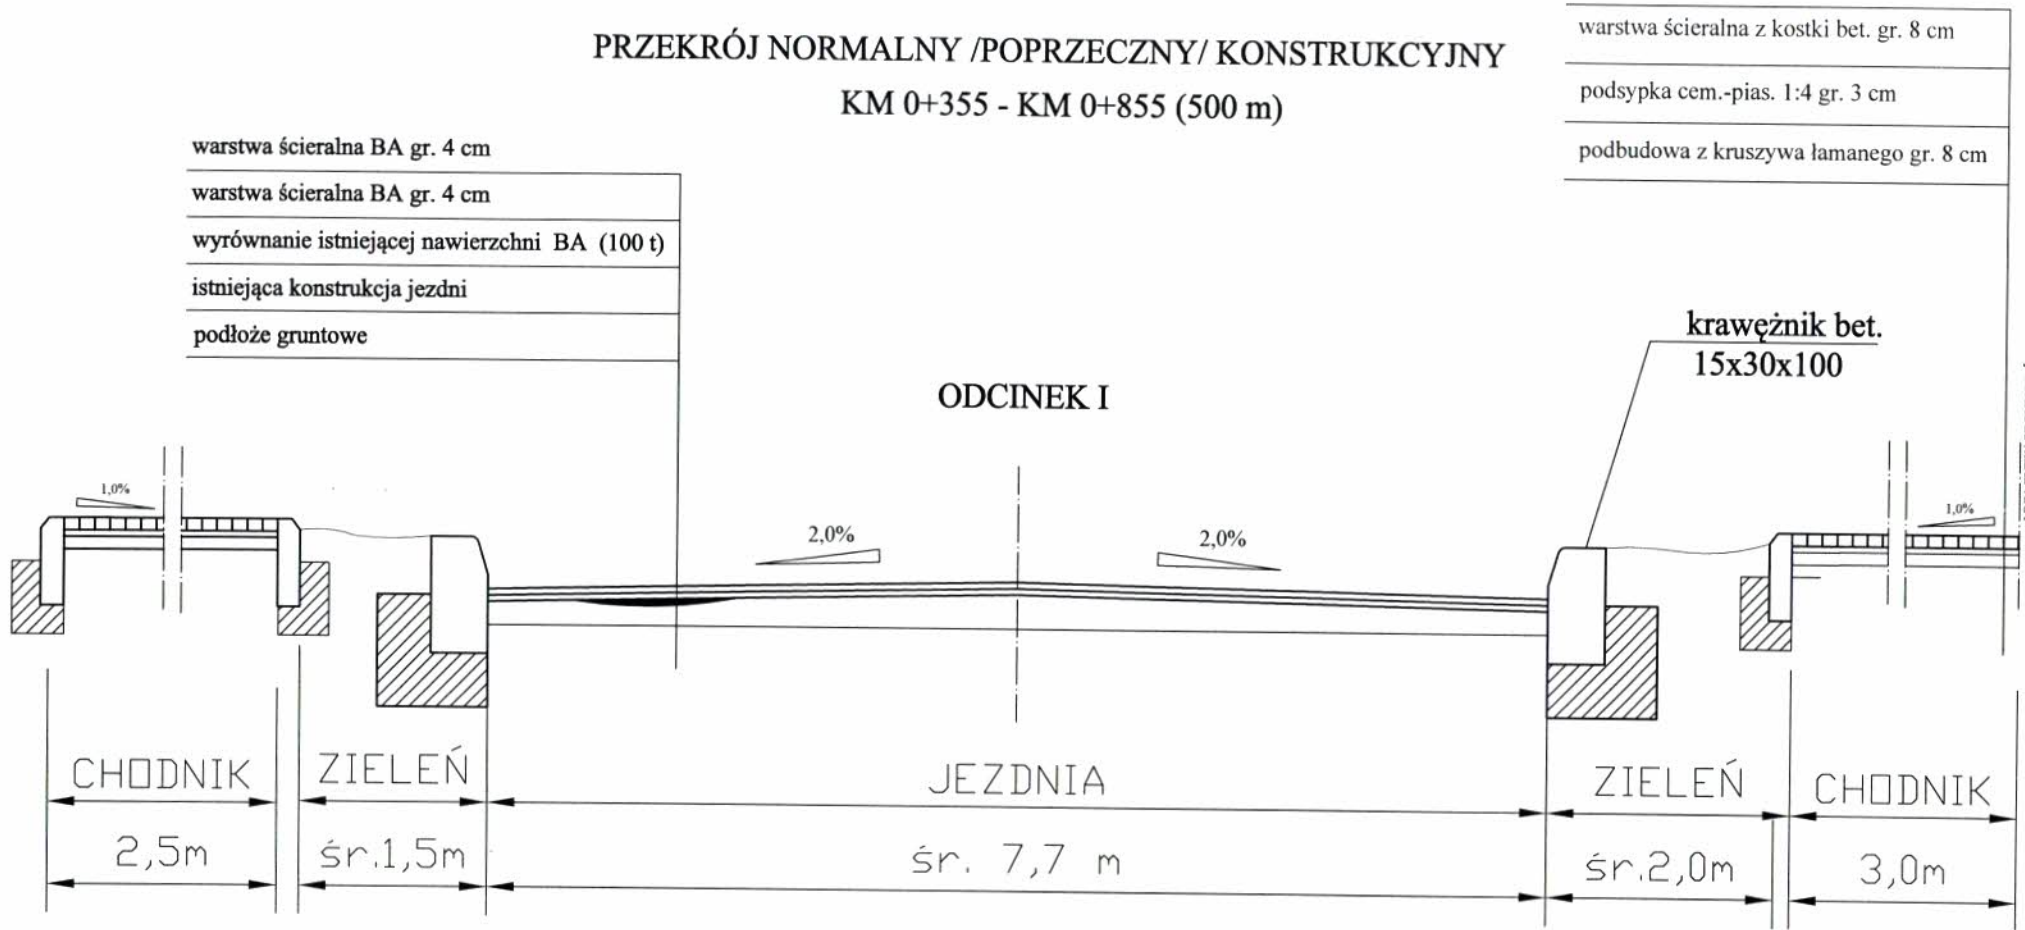 PRZEKRÓJ NORMALNY /POPRZECZNY/ KONSTRUKCYJNY
KM 0+355 - KM 0+855 (500 m)
warstwa ścieralna z kostki bet. gr. 8 cm
podsypka cem.-pias. 1:4 gr. 3 cm
podbudowa z kruszywa łamanego gr. 8 cm
warstwa ścieralna BA gr. 4 cm
warstwa ścieralna BA gr. 4 cm
wyrównanie istniejącej nawierzchni BA (100 t)
istniejąca konstrukcja jezdni
podłoże gruntowe
krawężnik bet.
15x30x100
ODCINEK I
1,0%
2,0%
2,0%
1,0%
CHODNIK
ZIELEŃ
JEZDNIA
ZIELEŃ
CHODNIK
2,5m
śr.1,5m
śr. 7,7 m
śr.2,0m
3,0m